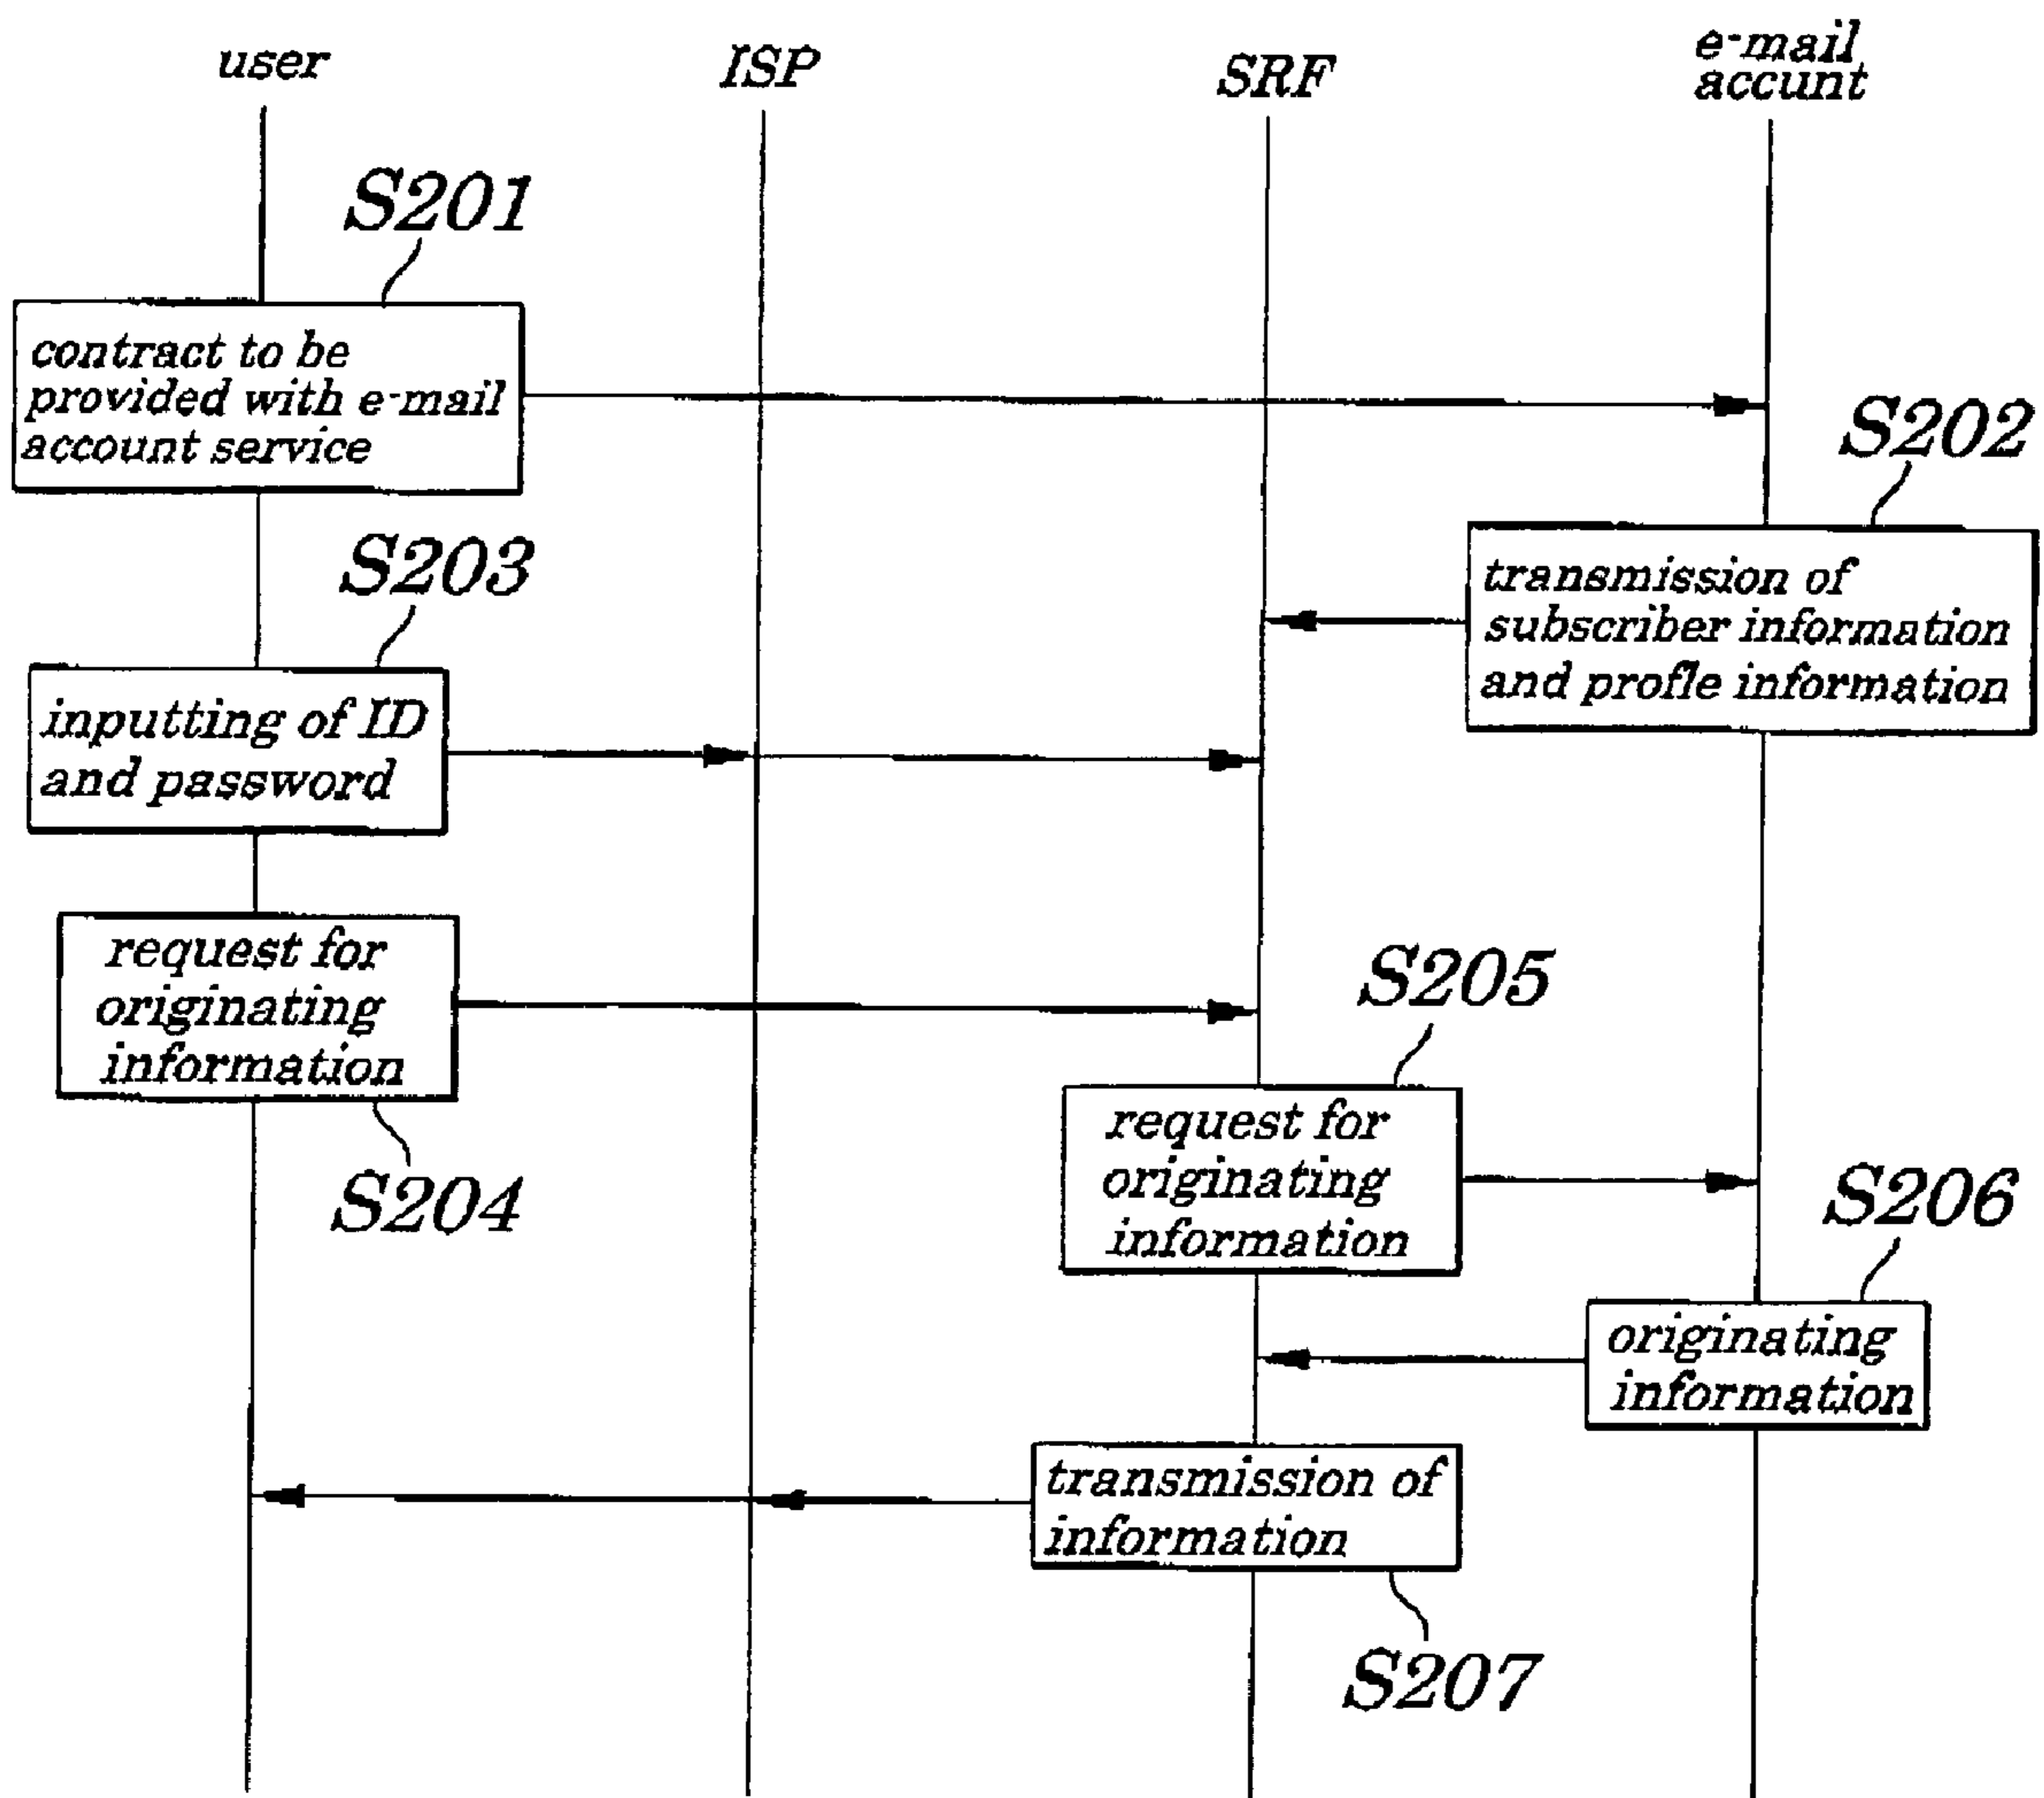 user
ISP
SRF
e-mail
accunt
S201
contract to be
provided with e-mail
account service
S202
transmission of
subscriber information
and profle information
S203
inputting of ID
and password
request for
originating
information
S204
S205
request for
originating
information
S206
originating
information
transmission of
information
S207